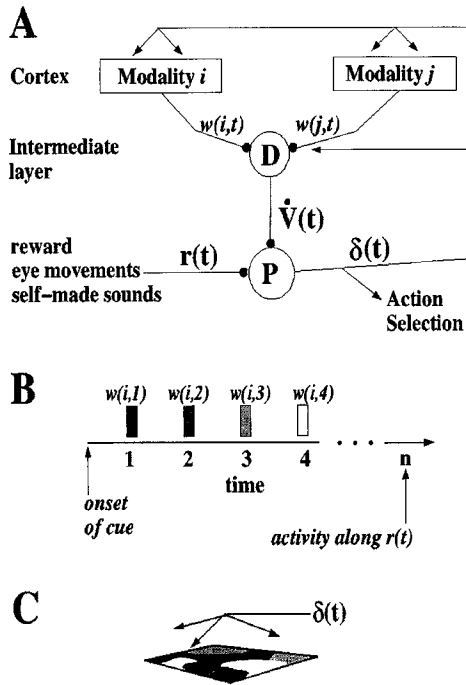 A
Cortex
Modality i
Modality j
w(i,t)
w(j,t)
Intermediate
layer
D
V̇(t)
reward
eye movements
self-made sounds
r(t)
P
δ(t)
Action
Selection
B
w(i,1) w(i,2) w(i,3) w(i,4)
1 2 3 4 . . . n
time
onset
of cue
activity along r(t)
C
δ(t)